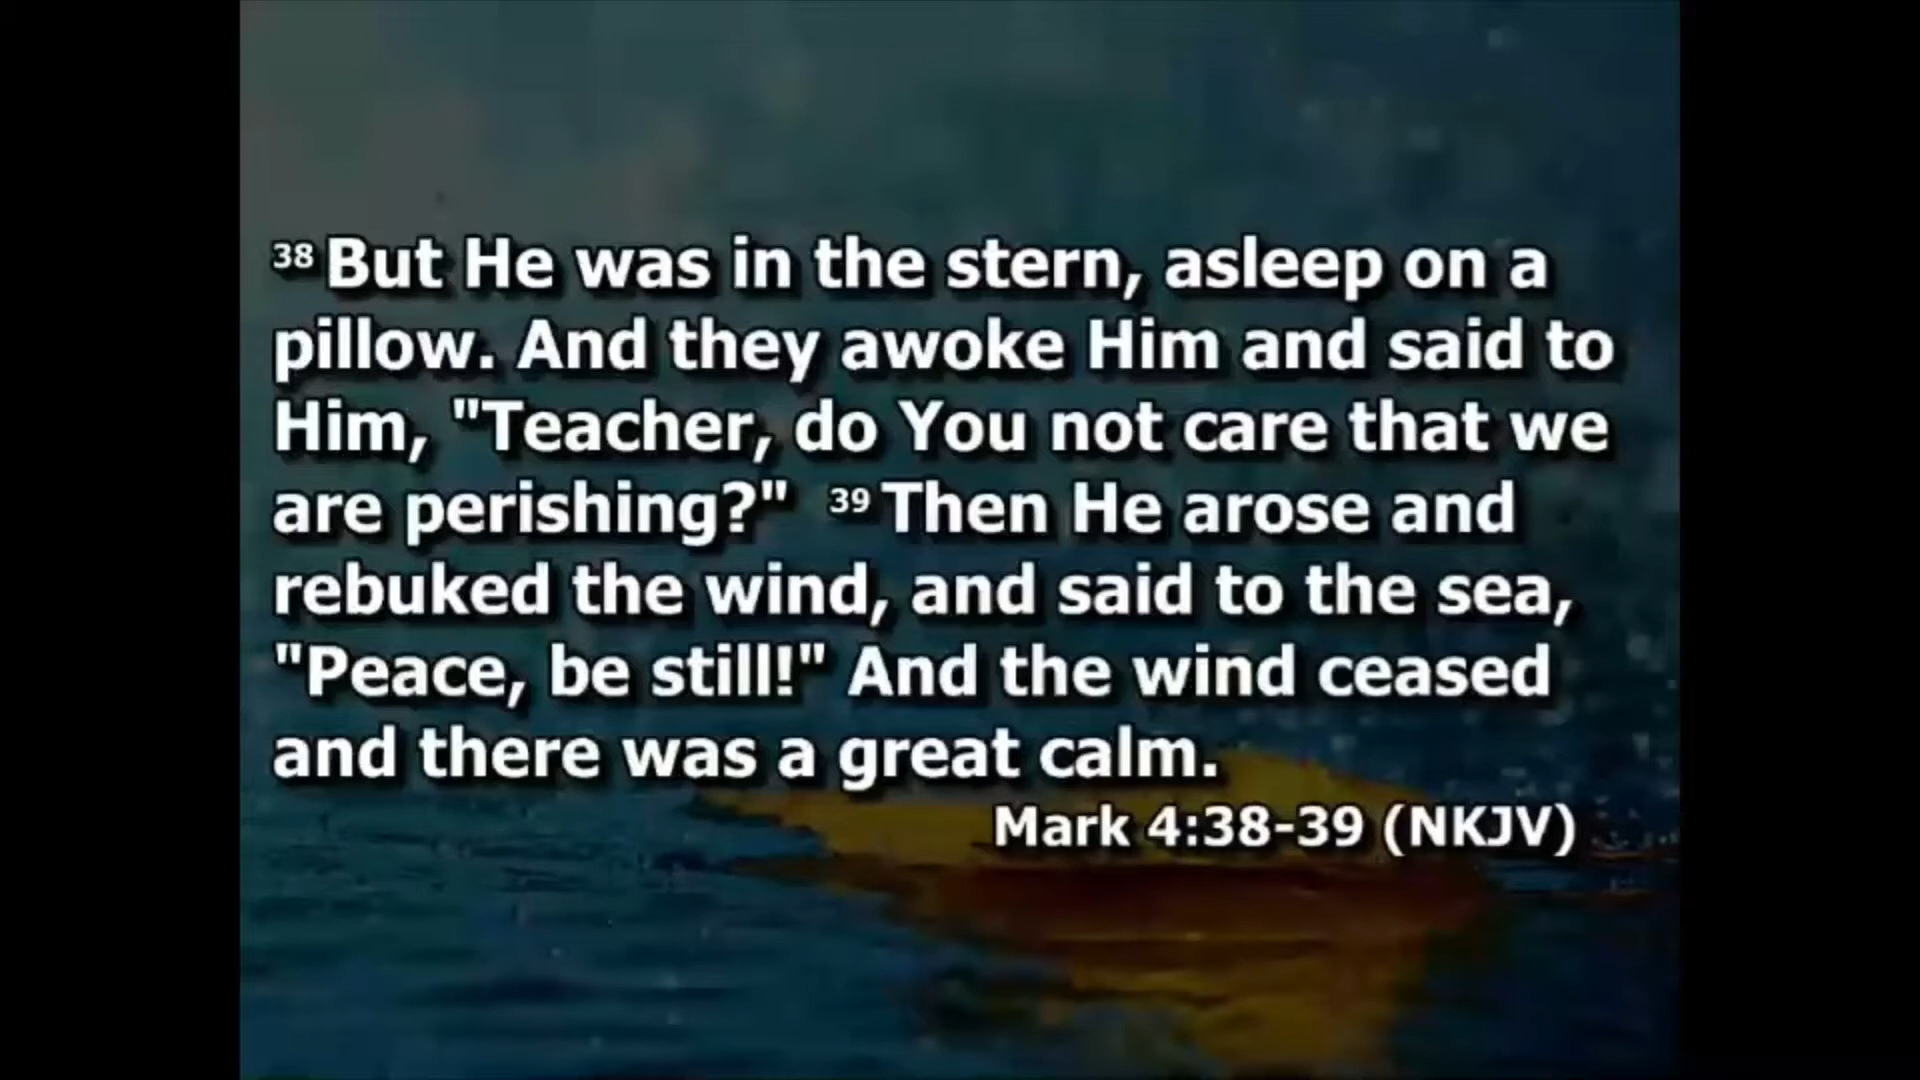 38 But He was in the stern, asleep on a
pillow. And they awoke Him and said to
Him, "Teacher, do You not care that we
are perishing?" 39 Then He arose and
rebuked the wind, and said to the sea,
"Peace, be still!" And the wind ceased
and there was a great calm.
Mark 4:38-39 (NKJV)